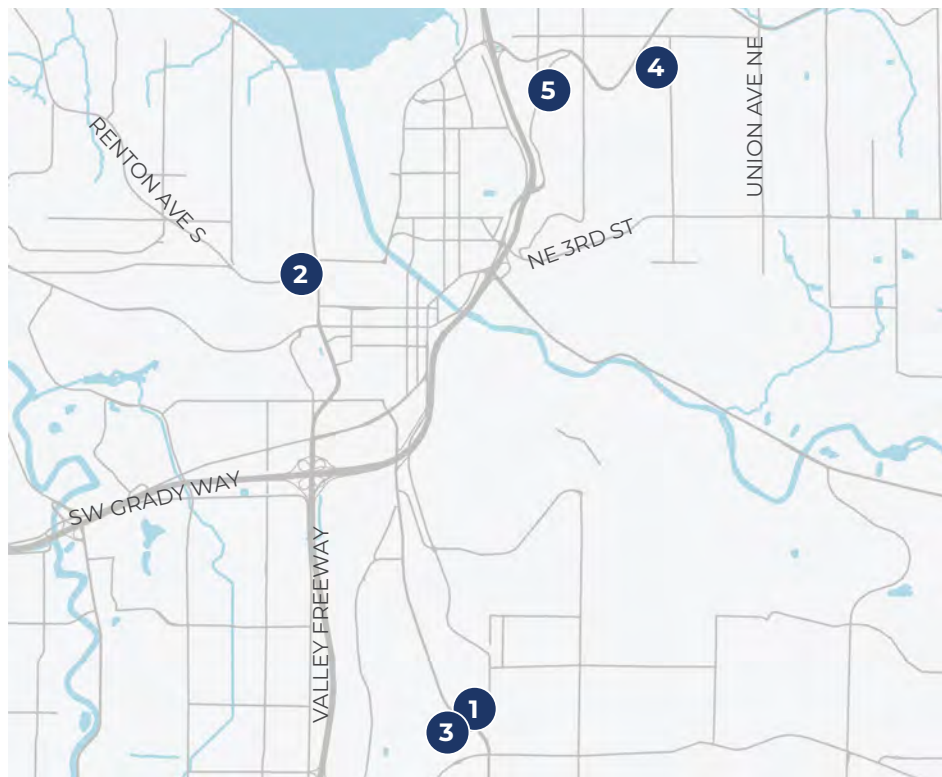 4
5
UNION AVE NE
RENTON AVE S
NE 3RD ST
2
SW GRADY WAY
VALLEY FREEWAY
1
3